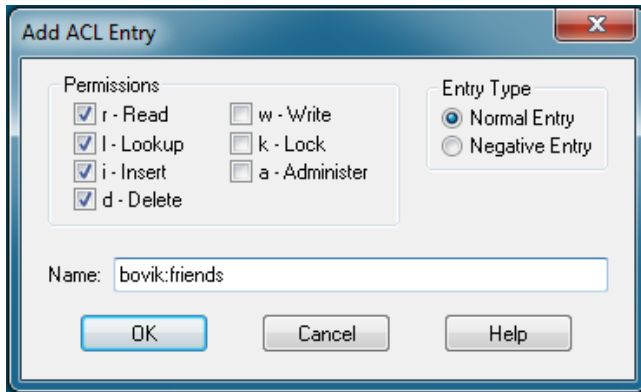 Add ACL Entry
Permissions
r - Read
l - Lookup
i - Insert
d - Delete
w - Write
k - Lock
a - Administer
Entry Type
Normal Entry
Negative Entry
Name: bovik:friends
OK Cancel Help